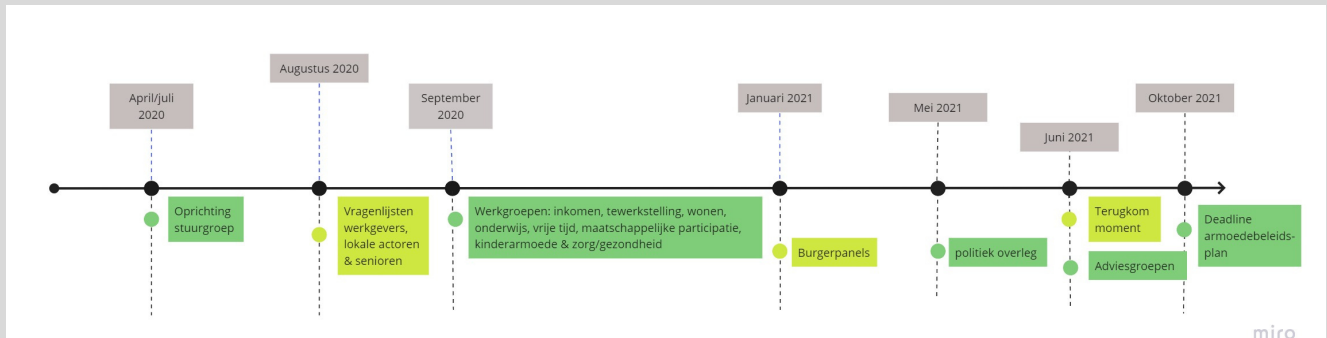 April/juli
2020
Augustus 2020
September
2020
Januari 2021
Mei 2021
Juni 2021
Oktober 2021
Oprichting
stuurgroep
Vragenlijsten
werkgevers,
lokale actoren
& senioren
Werkgroepen: inkomen, tewerkstelling, wonen,
onderwijs, vrije tijd, maatschappelijke participatie,
kinderarmoede & zorg/gezondheid
Burgerpanels
politiek overleg
Terugkom
moment
Adviesgroepen
Deadline
armoedebeleids-
plan
miro